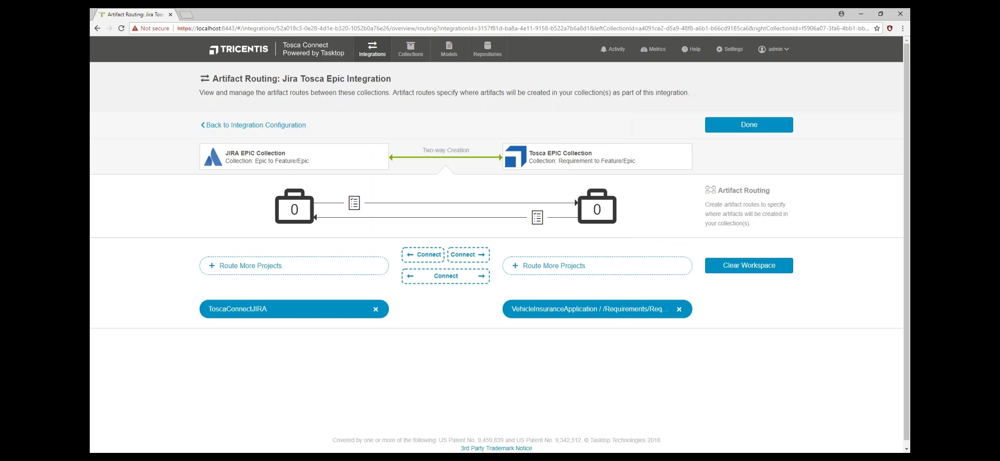 Artifact Routing: Jira Tosc
Not secure | https://localhost:8443/#/integrations/52a018c3-0e28-4d1e-b320-1052b0a76e26/overview/routing?integrationId=3157f81d-ba8a-4e11-9158-b522a7b6a8d1&leftCollectionId=a4091ce2-d5a9-48f8-a6b1-b66cd9185ca6&rightCollectionId=f5906a07-3fa6-4bb1-bb...
TRICENTIS
Tosca Connect
Powered by Tasktop
Integrations
Collections
Models
Repositories
Activity
Metrics
Help
Settings
admin
Artifact Routing: Jira Tosca Epic Integration
View and manage the artifact routes between these collections. Artifact routes specify where artifacts will be created in your collection(s) as part of this integration.
Back to Integration Configuration
Done
JIRA EPIC Collection
Collection: Epic to Feature/Epic
Two-way Creation
Tosca EPIC Collection
Collection: Requirement to Feature/Epic
0
0
Artifact Routing
Create artifact routes to specify
where artifacts will be created in
your collection(s).
+ Route More Projects
← Connect
Connect →
← Connect →
+ Route More Projects
Clear Workspace
ToscaConnectJIRA
VehicleInsuranceApplication / /Requirements/Req...
Covered by one or more of the following: US Patent No. 9,459,839 and US Patent No. 9,342,512. © Tasktop Technologies 2018
3rd Party Trademark Notice